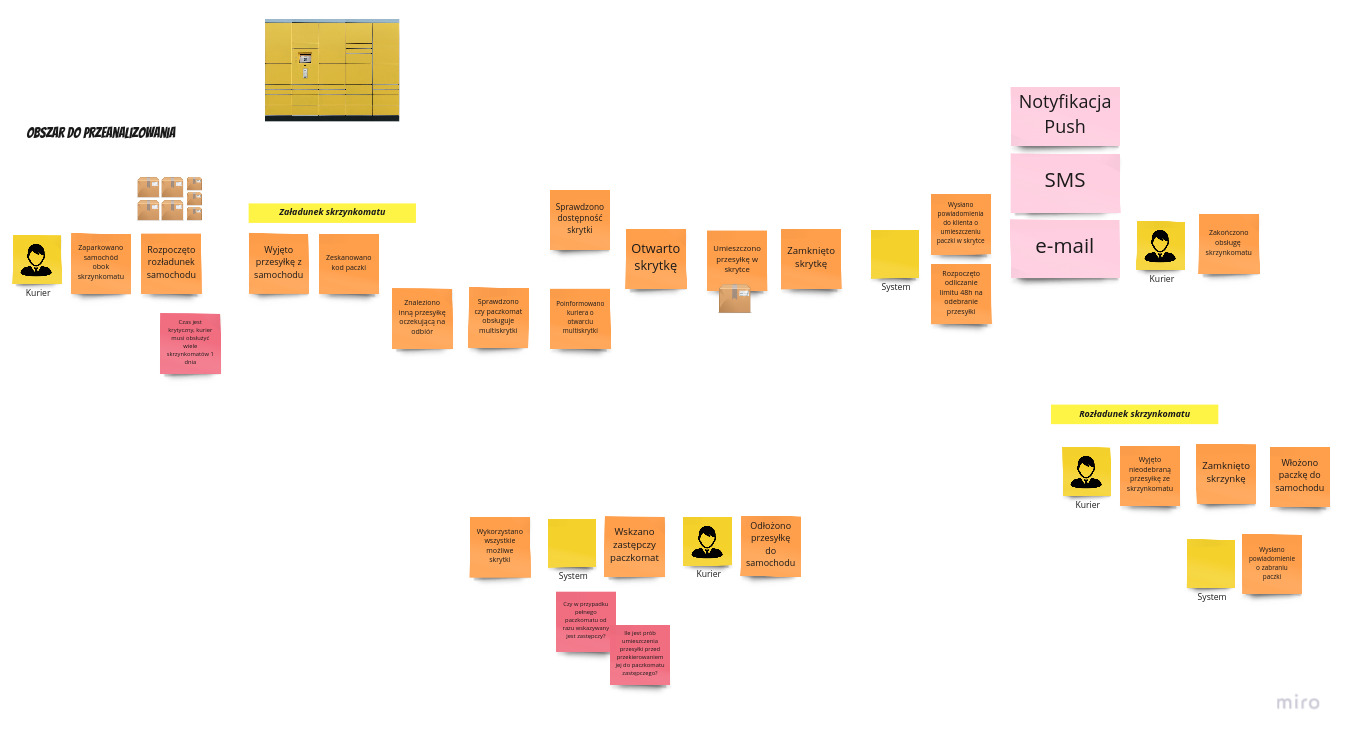 OBSZAR DO PRZEANALIZOWANIA
Kurier
Zaparkowano
samochód
obok
skrzynkomatu
Rozpoczęto
rozładunek
samochodu
Czas jest
krytyczny, kurier
musi obsłużyć
wiele
skrzynkomatów 1
dnia
Załadunek skrzynkomatu
Wyjęto
przesyłkę z
samochodu
Zeskanowano
kod paczki
Znaleziono
inną przesyłkę
oczekującą na
odbiór
Sprawdzono
czy paczkomat
obsługuje
multiskrytki
Sprawdzono
dostępność
skrytki
Poinformowano
kuriera o
otwarciu
multiskrytki
Otwarto
skrytkę
Umieszczono
przesyłkę w
skrytce
Zamknięto
skrytkę
System
Wysłano
powiadomienia
do klienta o
umieszczeniu
paczki w skrytce
Rozpoczęto
odliczanie
limitu 48h na
odebranie
przesyłki
Notyfikacja
Push
SMS
e-mail
Kurier
Zakończono
obsługę
skrzynkomatu
Rozładunek skrzynkomatu
Kurier
Wyjęto
nieodebraną
przesyłkę ze
skrzynkomatu
Zamknięto
skrzynkę
Włożono
paczkę do
samochodu
System
Wysłano
powiadomienie
o zabraniu
paczki
Wykorzystano
wszystkie
możliwe
skrytki
System
Wskzano
zastępczy
paczkomat
Kurier
Odłożono
przesyłkę
do
samochodu
Czy w przypadku
pełnego
paczkomatu od
razu wskazywany
jest zastępczy?
Ile jest prób
umieszczenia
przesyłki przed
przekierowaniem
jej do paczkomatu
zastępczego?
miro